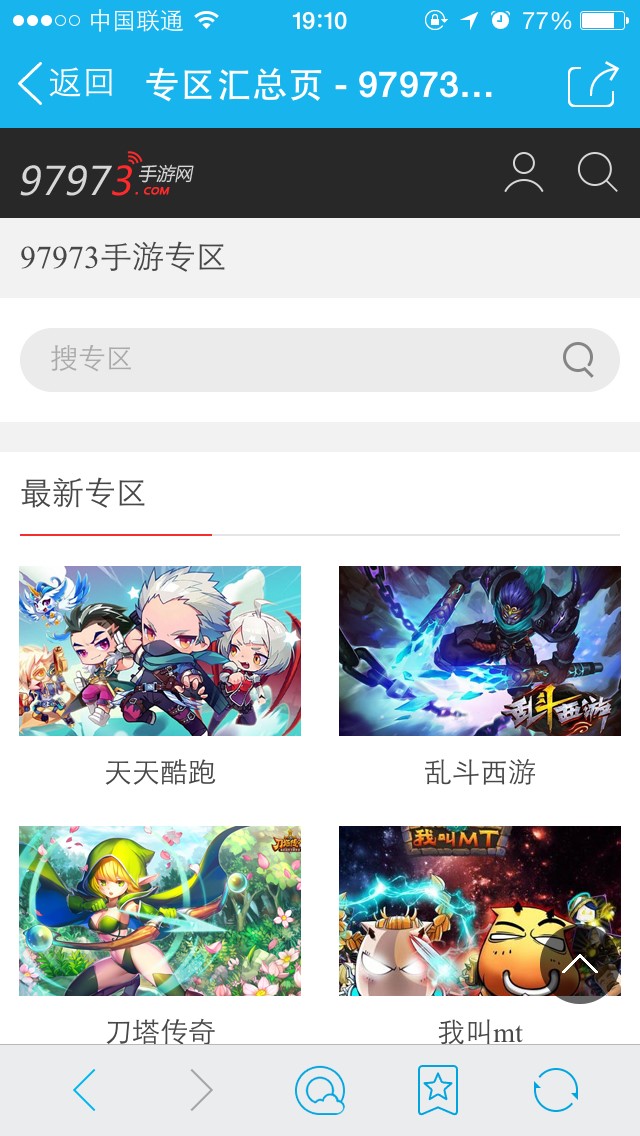 中国联通 19:10 77%
返回 专区汇总页 - 97973...
97973手游网
.COM
97973手游专区
搜专区
最新专区
乱斗西游
天天酷跑 乱斗西游
刀塔传奇 我叫MT
刀塔传奇 我叫mt